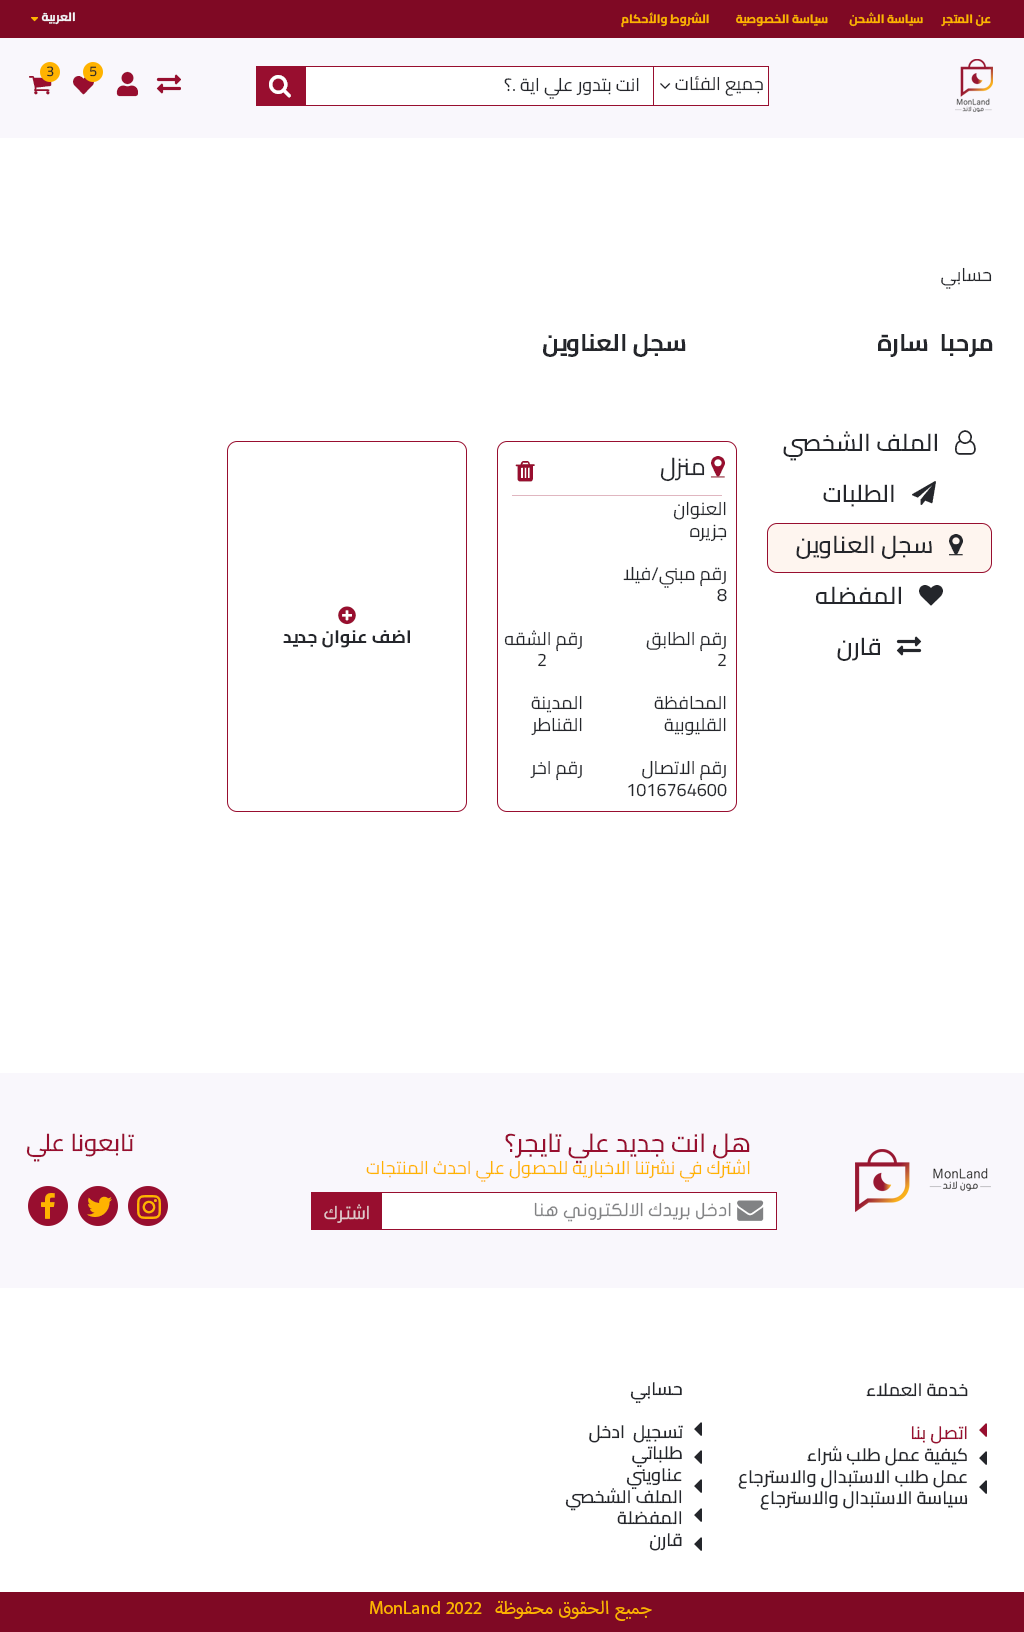 عن المتجر
سياسة الشحن
سياسة الخصوصية
الشروط والأحكام
العربية
MonLand
مون لاند
جميع الفئات
انت بتدور علي اية .؟
5
3
حسابي
مرحبا سارة
سجل العناوين
الملف الشخصي
الطلبات
سجل العناوين
المفضله
قارن
منزل
العنوان
جزيره
رقم مبني/فيلا
8
رقم الطابق
رقم الشقه
2
2
المحافظة
المدينة
القليوبية
القناطر
رقم الاتصال
رقم اخر
1016764600
اضف عنوان جديد
MonLand
مون لاند
هل انت جديد علي تايجر؟
اشترك في نشرتنا الاخبارية للحصول علي احدث المنتجات
ادخل بريدك الالكتروني هنا
اشترك
تابعونا علي
خدمة العملاء
اتصل بنا
كيفية عمل طلب شراء
عمل طلب الاستبدال والاسترجاع
سياسة الاستبدال والاسترجاع
حسابي
تسجيل ادخل
طلباتي
عناويني
الملف الشخصي
المفضلة
قارن
جميع الحقوق محفوظة MonLand 2022